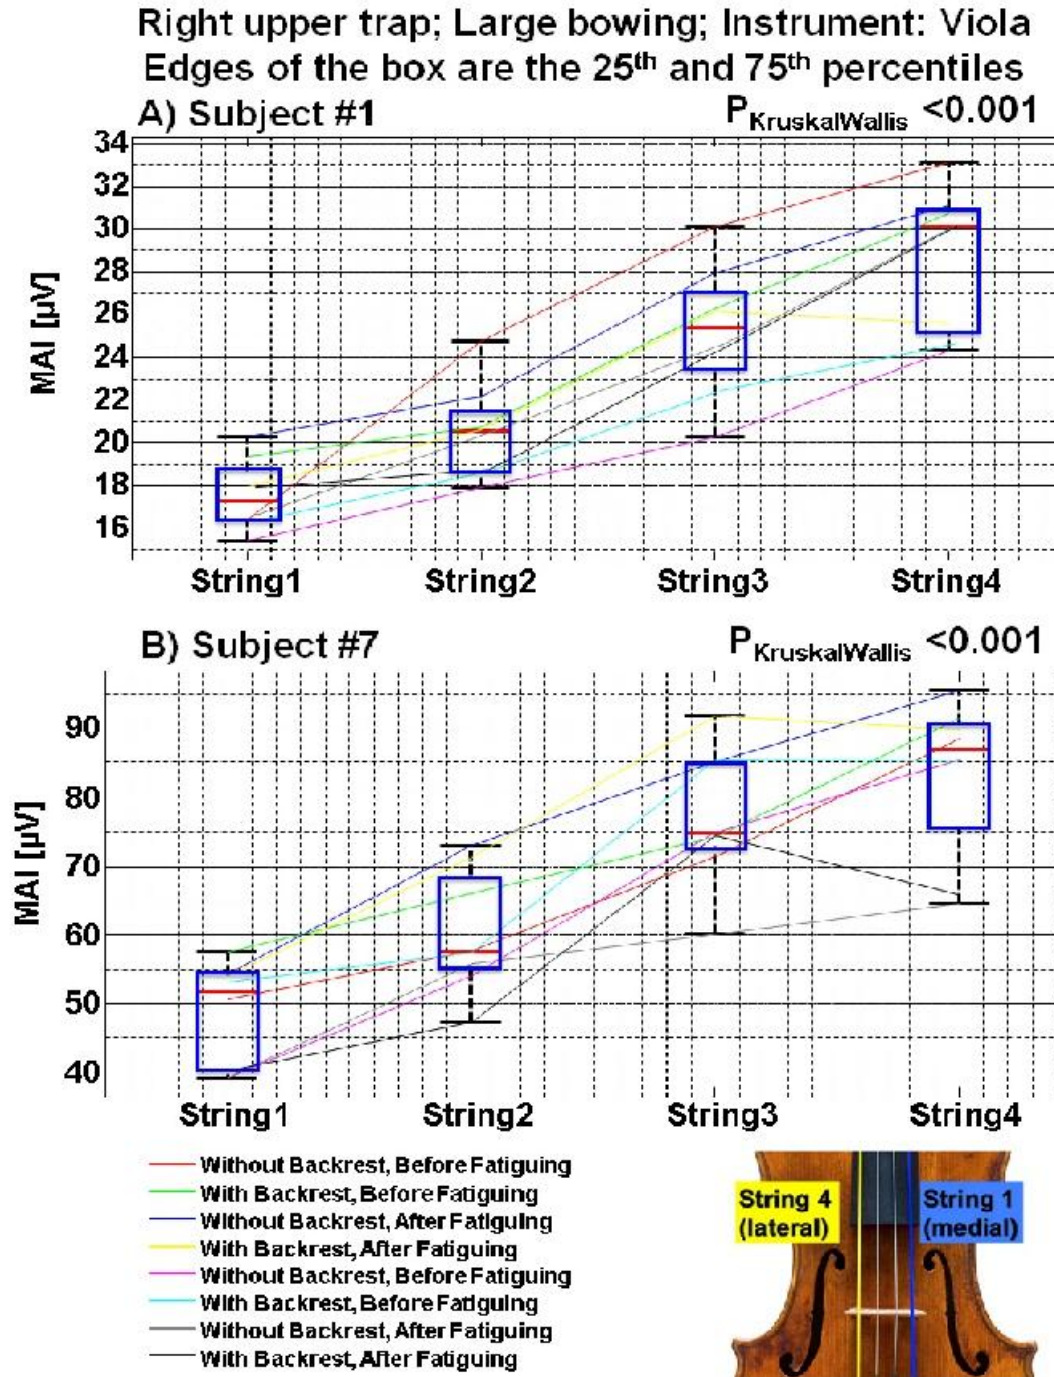 Right upper trap; Large bowing; Instrument: Viola
Edges of the box are the 25th and 75th percentiles
A) Subject #1
PKruskalWallis <0.001
34
32
30
28
26
24
22
20
18
16
MAI [µV]
String1 String2 String3 String4
B) Subject #7
PKruskalWallis <0.001
90
80
70
60
50
40
MAI [µV]
String1 String2 String3 String4
Without Backrest, Before Fatiguing
With Backrest, Before Fatiguing
Without Backrest, After Fatiguing
With Backrest, After Fatiguing
Without Backrest, Before Fatiguing
With Backrest, Before Fatiguing
Without Backrest, After Fatiguing
With Backrest, After Fatiguing
String 4
(lateral)
String 1
(medial)